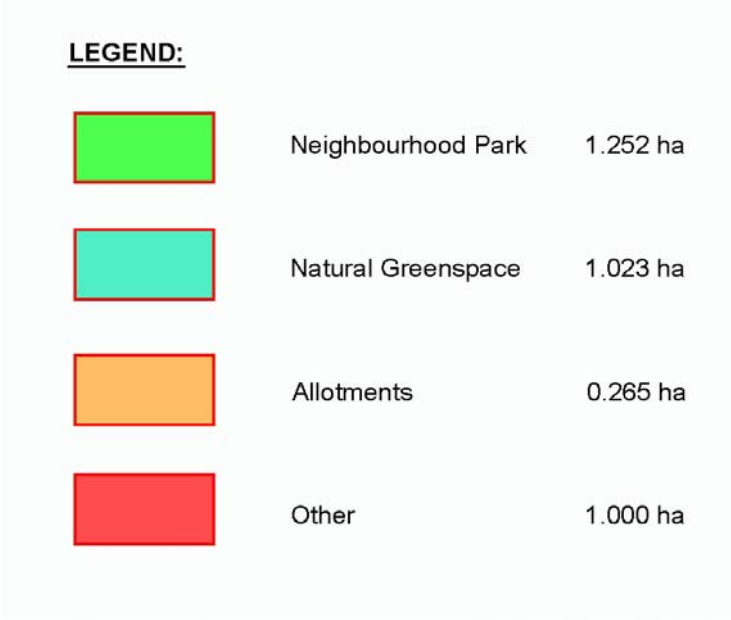 LEGEND:
Neighbourhood Park 1.252 ha
Natural Greenspace 1.023 ha
Allotments 0.265 ha
Other 1.000 ha